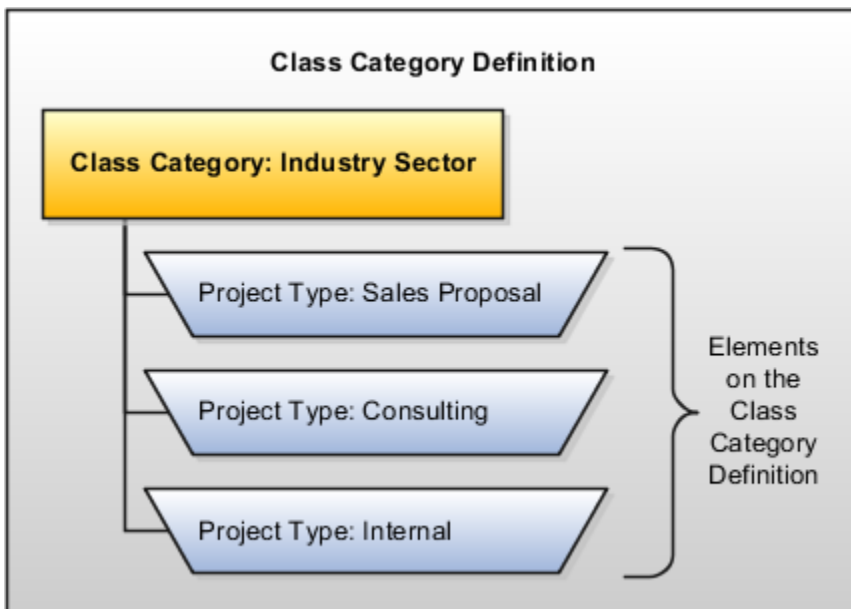 Class Category Definition
Class Category: Industry Sector
Project Type: Sales Proposal
Project Type: Consulting
Project Type: Internal
Elements
on the
Class
Category
Definition